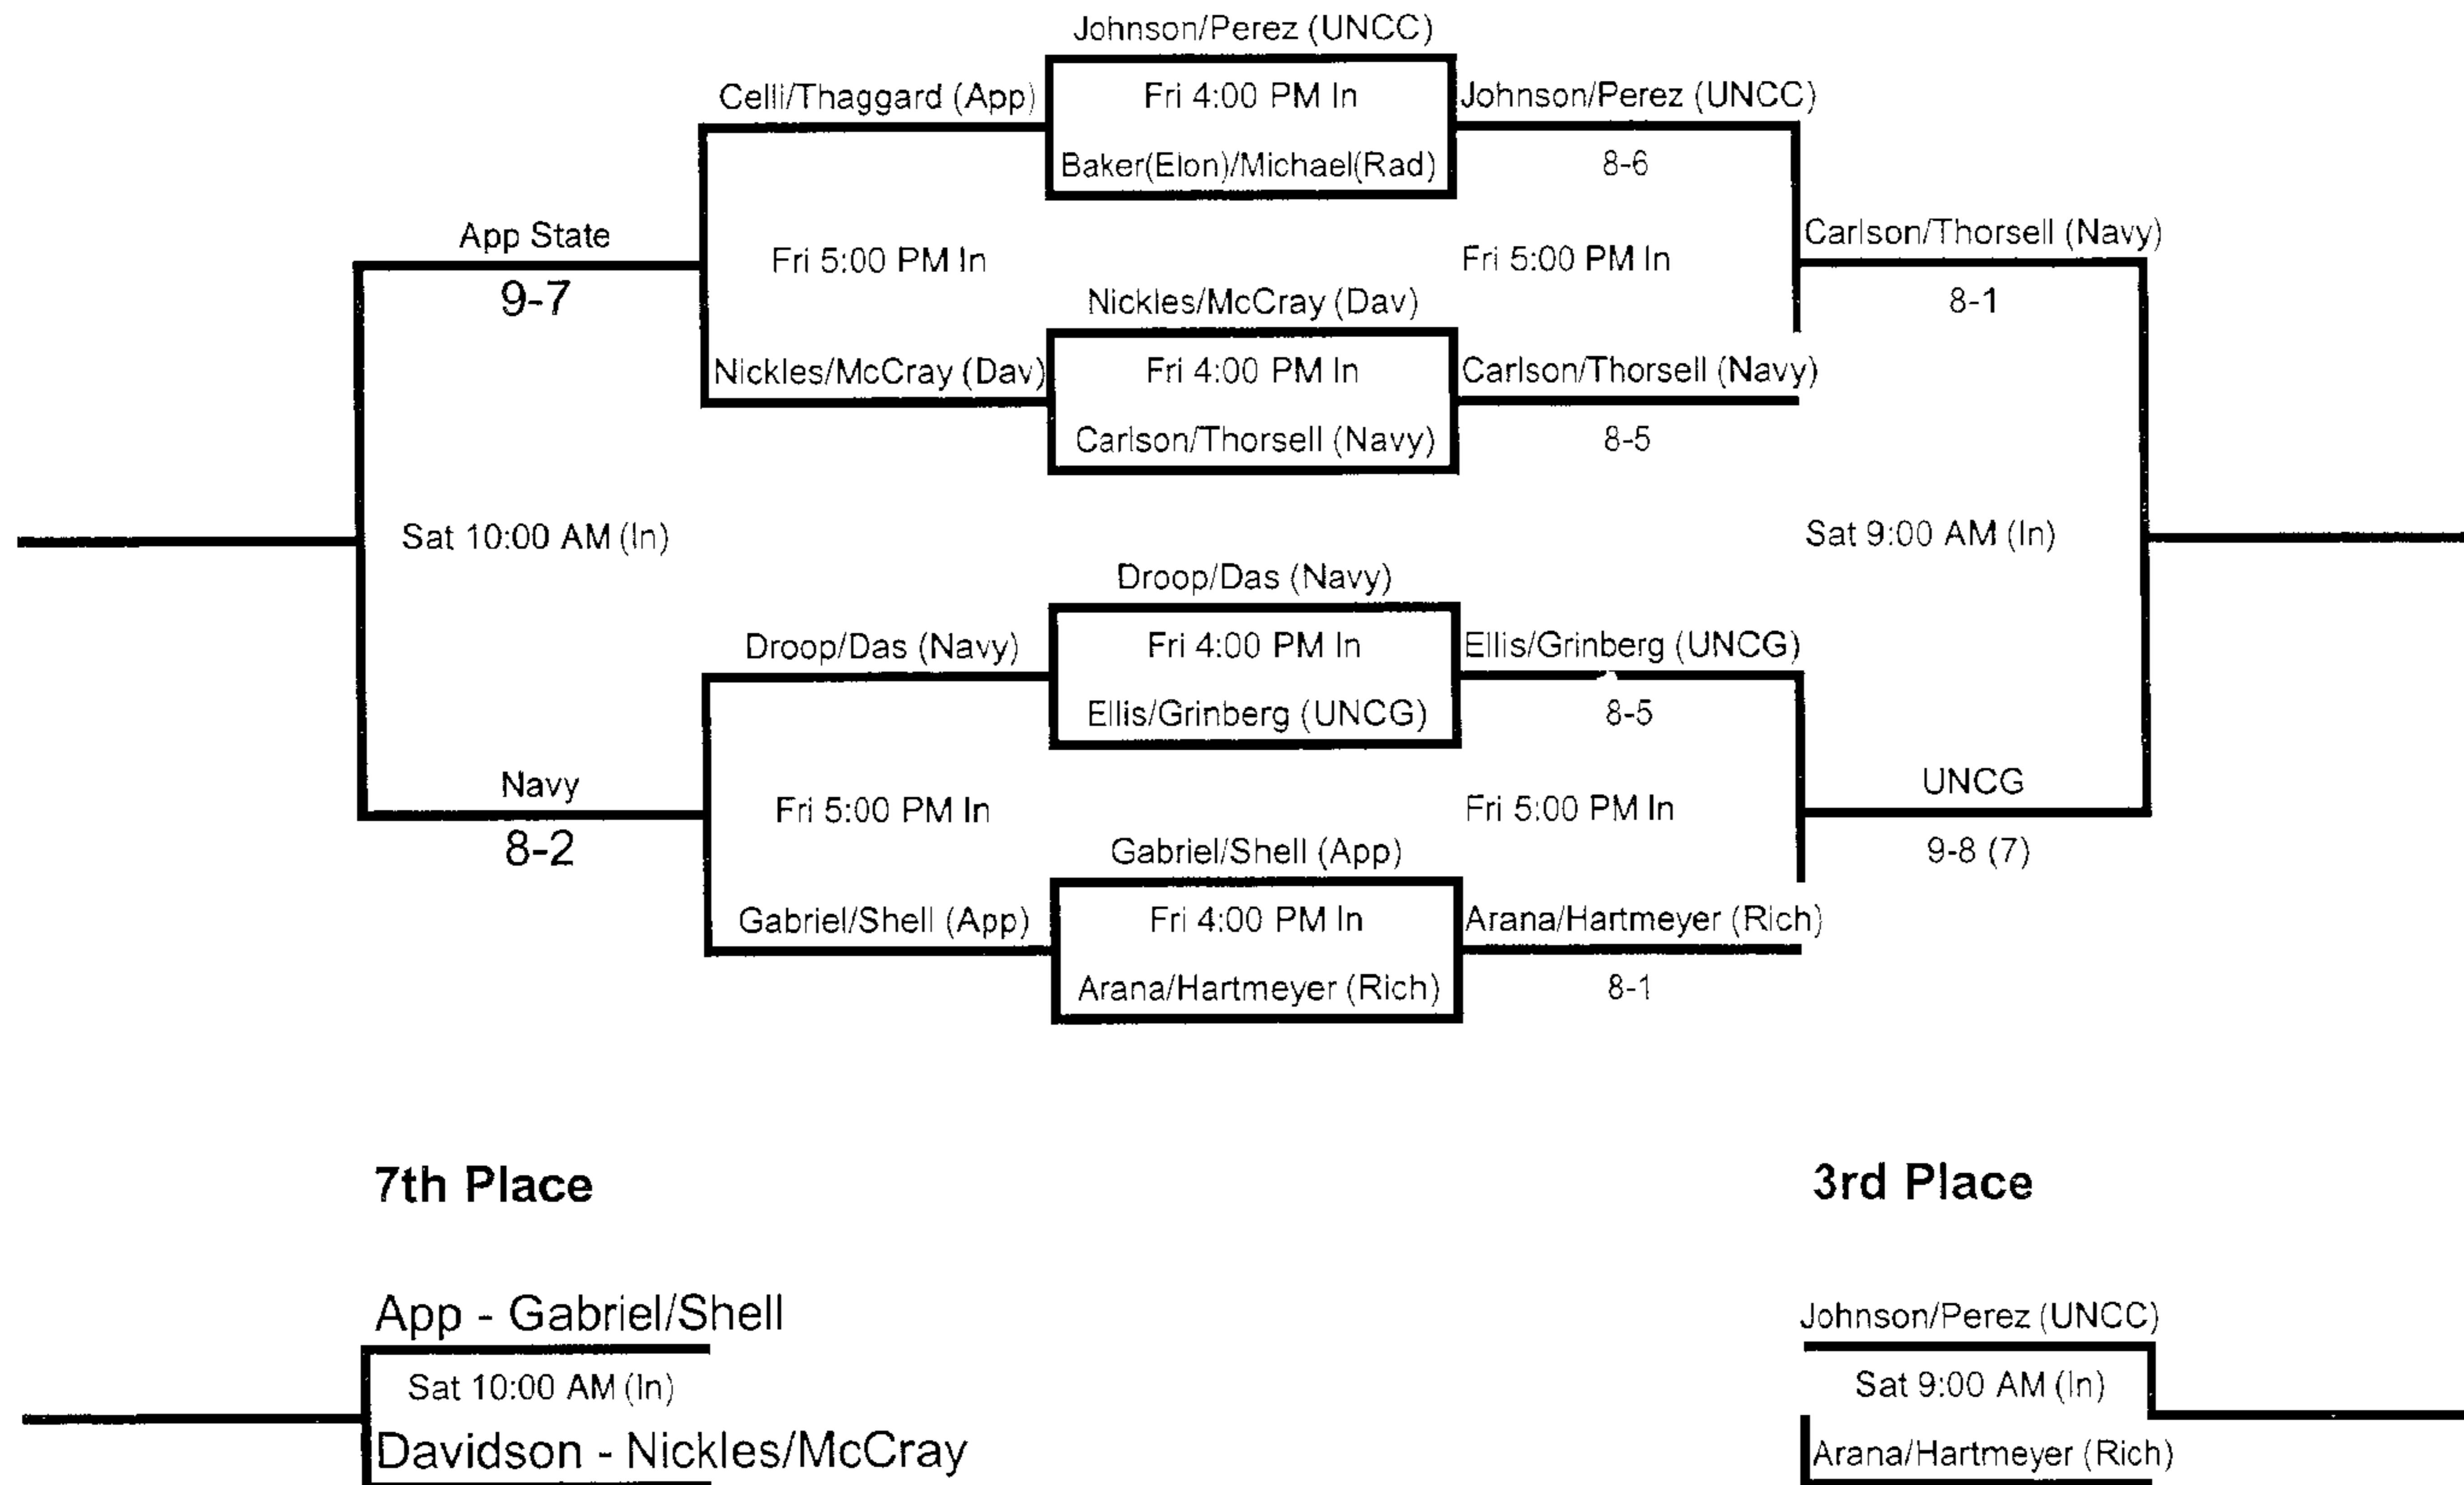 Johnson/Perez (UNCC)
Celli/Thaggard (App)
Fri 4:00 PM In
Johnson/Perez (UNCC)
Baker(Elon)/Michael(Rad)
8-6
App State
9-7
Fri 5:00 PM In
Fri 5:00 PM In
Carlson/Thorsell (Navy)
8-1
Nickles/McCray (Dav)
Nickles/McCray (Dav)
Fri 4:00 PM In
Carlson/Thorsell (Navy)
Carlson/Thorsell (Navy)
8-5
Sat 10:00 AM (In)
Sat 9:00 AM (In)
Droop/Das (Navy)
Droop/Das (Navy)
Fri 4:00 PM In
Ellis/Grinberg (UNCG)
Ellis/Grinberg (UNCG)
8-5
Navy
8-2
Fri 5:00 PM In
Fri 5:00 PM In
UNCG
9-8 (7)
Gabriel/Shell (App)
Gabriel/Shell (App)
Fri 4:00 PM In
Arana/Hartmeyer (Rich)
Arana/Hartmeyer (Rich)
8-1
7th Place
3rd Place
App - Gabriel/Shell
Sat 10:00 AM (In)
Davidson - Nickles/McCray
Johnson/Perez (UNCC)
Sat 9:00 AM (In)
Arana/Hartmeyer (Rich)